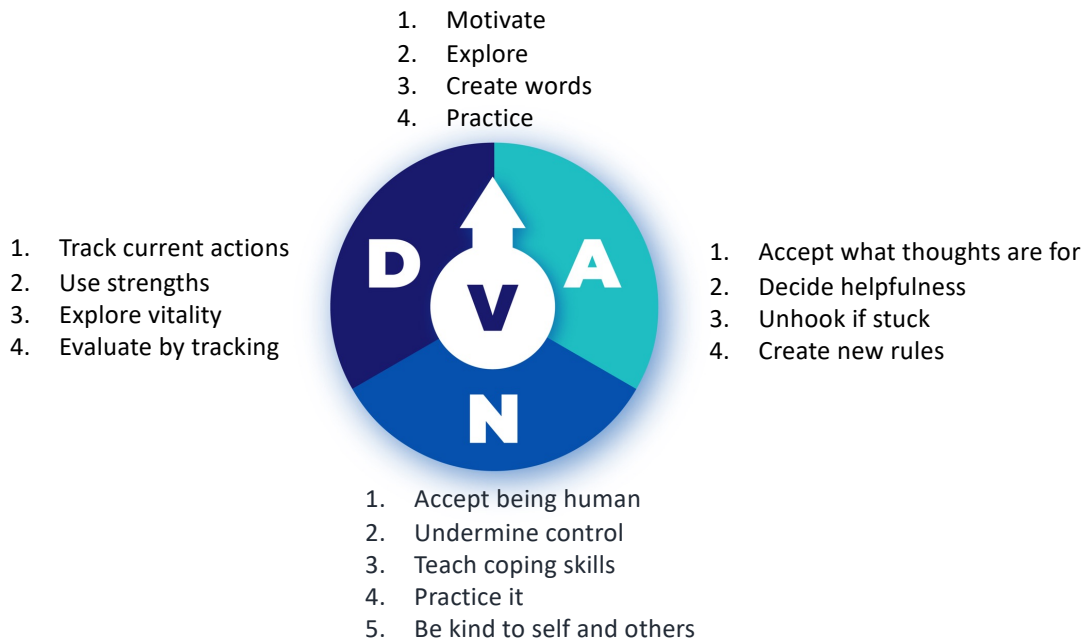 1. Motivate
2. Explore
3. Create words
4. Practice
D
A
V
N
1. Track current actions
2. Use strengths
3. Explore vitality
4. Evaluate by tracking
1. Accept what thoughts are for
2. Decide helpfulness
3. Unhook if stuck
4. Create new rules
1. Accept being human
2. Undermine control
3. Teach coping skills
4. Practice it
5. Be kind to self and others